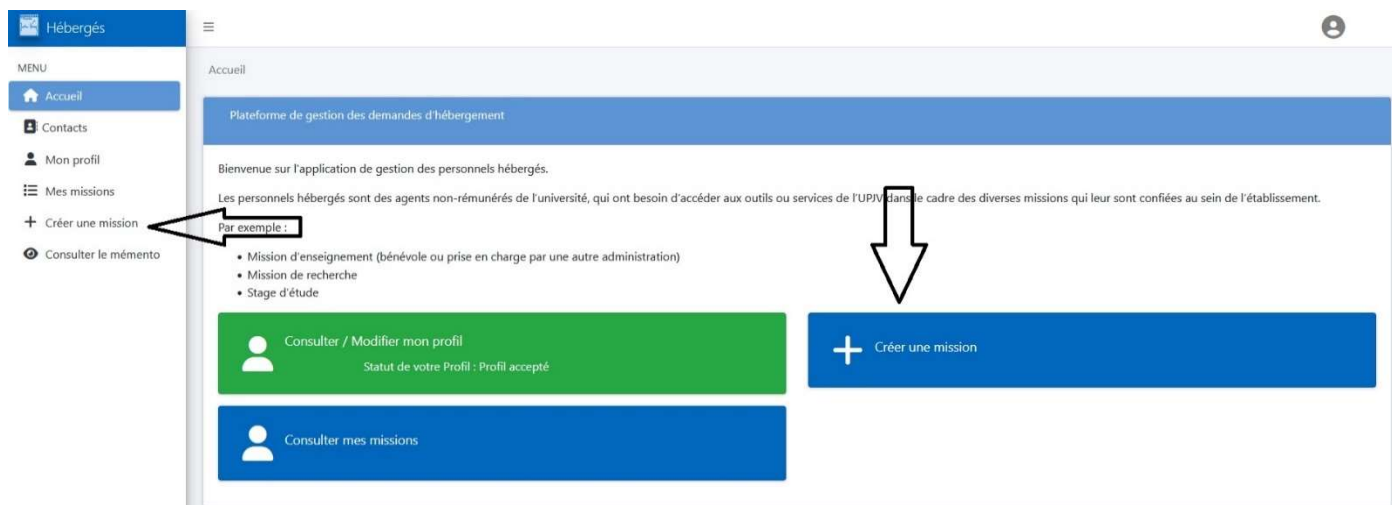 Hébergés
MENU
Accueil
Contacts
Mon profil
Mes missions
Créer une mission
Consulter le mémento
Accueil
Plateforme de gestion des demandes d'hébergement
Bienvenue sur l'application de gestion des personnels hébergés.
Les personnels hébergés sont des agents non-rémunérés de l'université, qui ont besoin d'accéder aux outils ou services de l'UPJV dans le cadre des diverses missions qui leur sont confiées au sein de l'établissement.
Par exemple :
• Mission d'enseignement (bénévole ou prise en charge par une autre administration)
• Mission de recherche
• Stage d'étude
Consulter / Modifier mon profil
Statut de votre Profil : Profil accepté
Créer une mission
Consulter mes missions